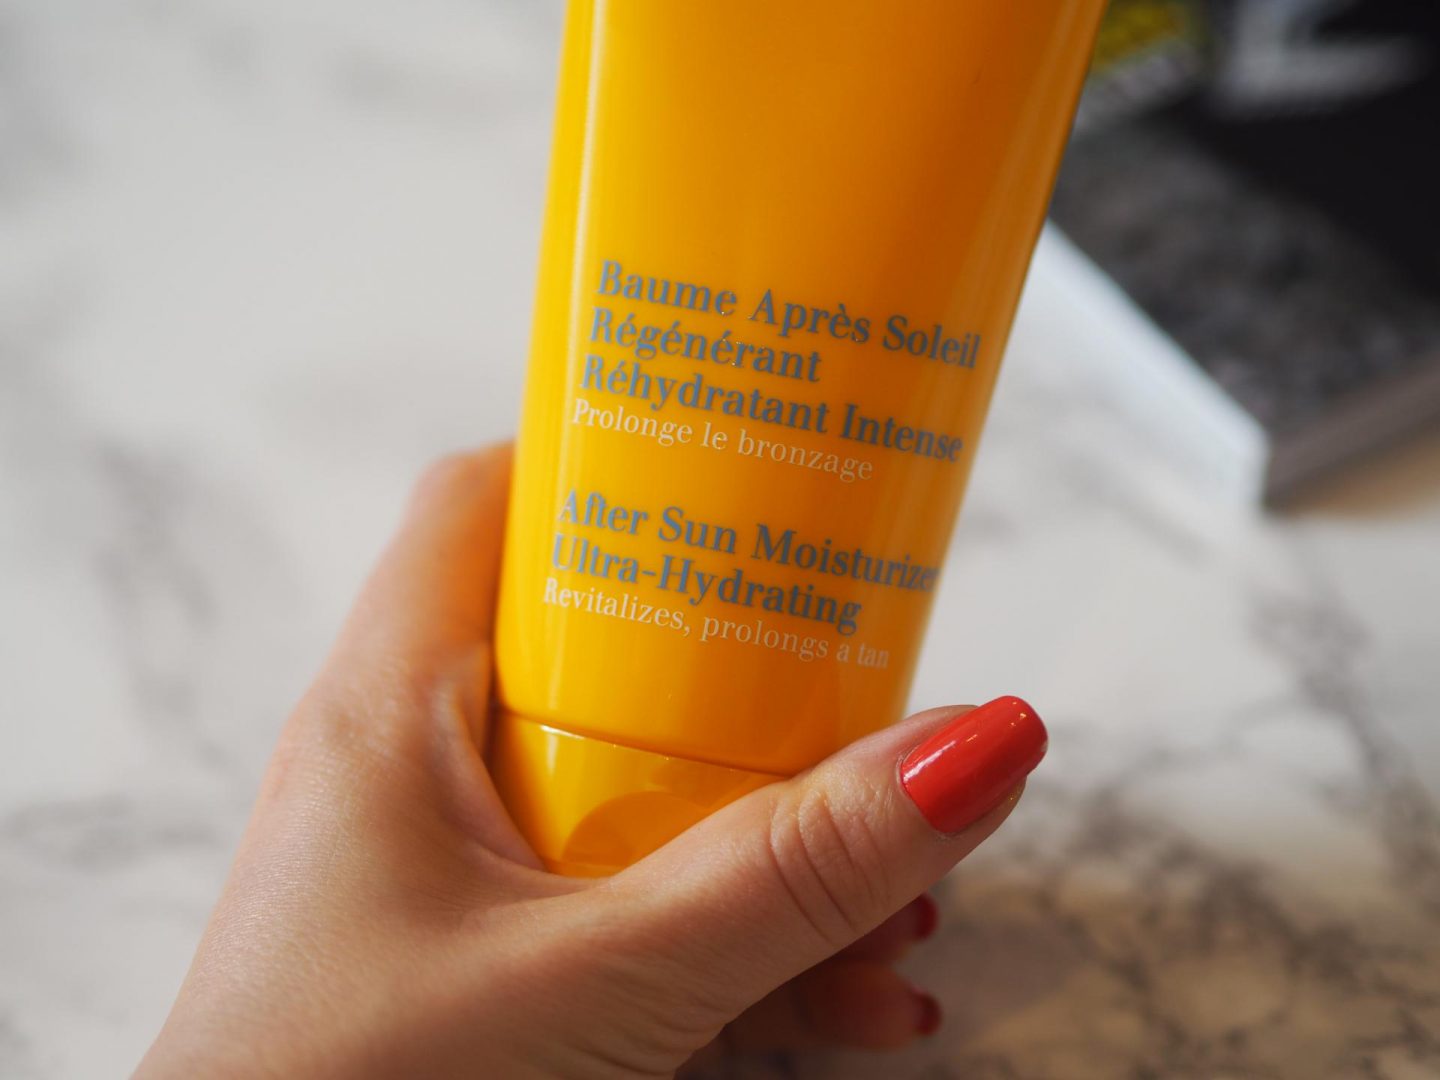 Baume Après Soleil
Régénérant
Réhydratant Intense
Prolonge le bronzage
After Sun Moisturizer
Ultra-Hydrating
Revitalizes, prolongs a tan